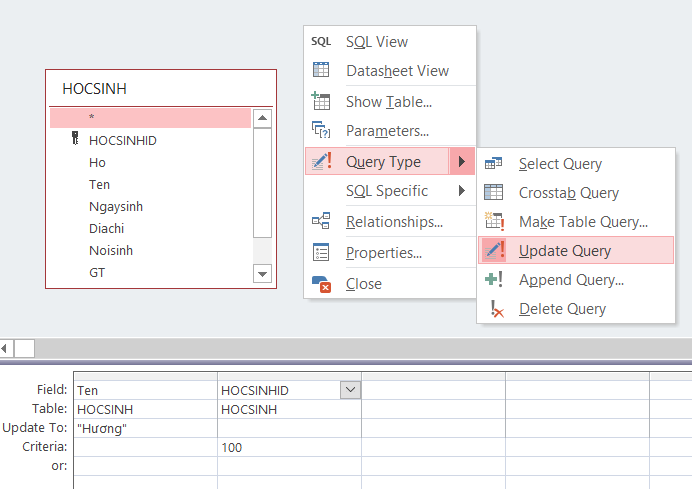 HOCSINH
*
HOCSINHID
Ho
Ten
Ngaysinh
Diachi
Noisinh
GT
SQL SQL View
Datasheet View
Show Table...
Parameters...
Query Type
SQL Specific
Relationships...
Properties...
Close
Select Query
Crosstab Query
Make Table Query...
Update Query
Append Query...
Delete Query
Field: Ten HOCSINHID
Table: HOCSINH HOCSINH
Update To: "Hương"
Criteria: 100
or: